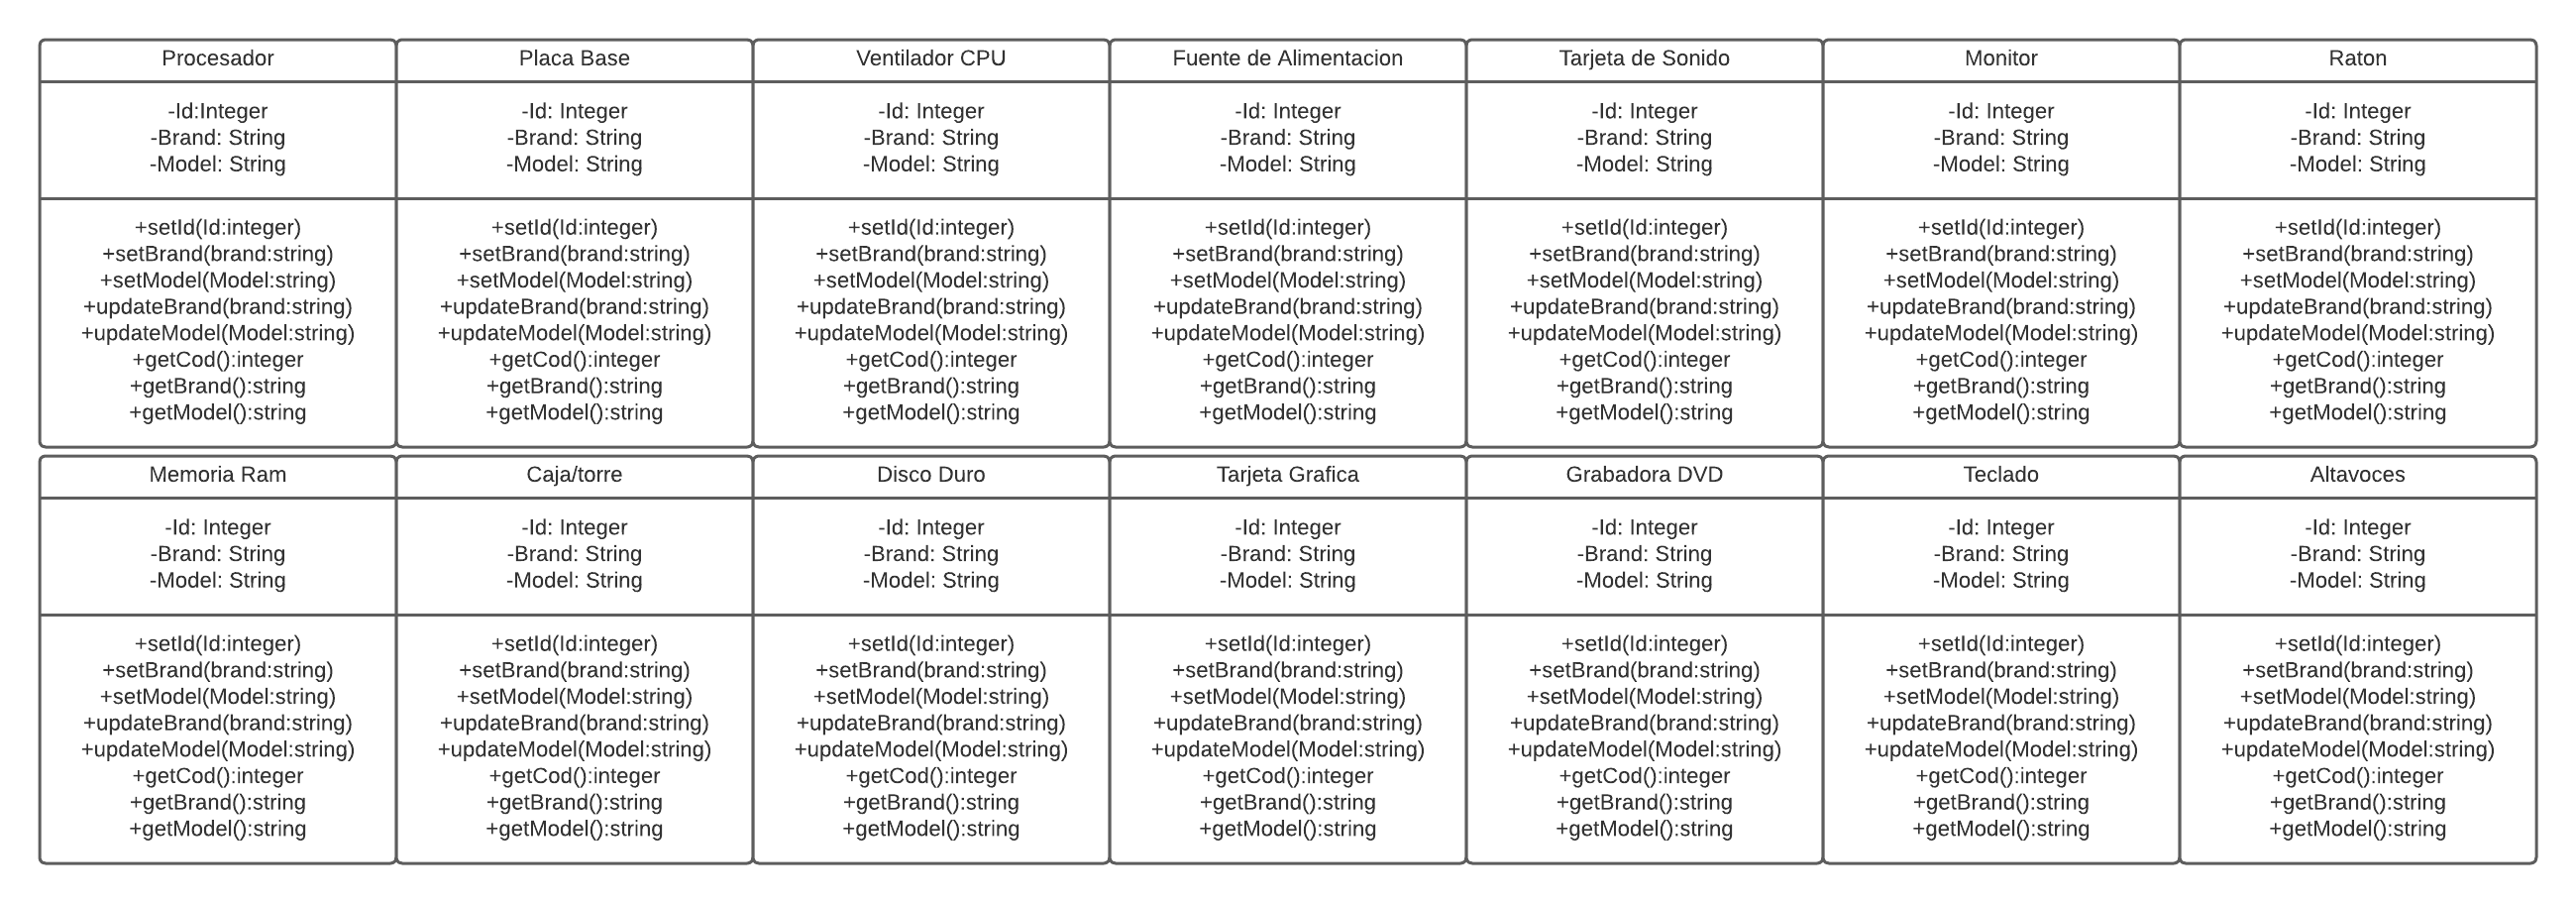 Procesador
-Id:Integer
-Brand: String
-Model: String
+setId(Id:integer)
+setBrand(brand:string)
+setModel(Model:string)
+updateBrand(brand:string)
+updateModel(Model:string)
+getCod():integer
+getBrand():string
+getModel():string
Placa Base
-Id: Integer
-Brand: String
-Model: String
+setId(Id:integer)
+setBrand(brand:string)
+setModel(Model:string)
+updateBrand(brand:string)
+updateModel(Model:string)
+getCod():integer
+getBrand():string
+getModel():string
Ventilador CPU
-Id: Integer
-Brand: String
-Model: String
+setId(Id:integer)
+setBrand(brand:string)
+setModel(Model:string)
+updateBrand(brand:string)
+updateModel(Model:string)
+getCod():integer
+getBrand():string
+getModel():string
Fuente de Alimentacion
-Id: Integer
-Brand: String
-Model: String
+setId(Id:integer)
+setBrand(brand:string)
+setModel(Model:string)
+updateBrand(brand:string)
+updateModel(Model:string)
+getCod():integer
+getBrand():string
+getModel():string
Tarjeta de Sonido
-Id: Integer
-Brand: String
-Model: String
+setId(Id:integer)
+setBrand(brand:string)
+setModel(Model:string)
+updateBrand(brand:string)
+updateModel(Model:string)
+getCod():integer
+getBrand():string
+getModel():string
Monitor
-Id: Integer
-Brand: String
-Model: String
+setId(Id:integer)
+setBrand(brand:string)
+setModel(Model:string)
+updateBrand(brand:string)
+updateModel(Model:string)
+getCod():integer
+getBrand():string
+getModel():string
Raton
-Id: Integer
-Brand: String
-Model: String
+setId(Id:integer)
+setBrand(brand:string)
+setModel(Model:string)
+updateBrand(brand:string)
+updateModel(Model:string)
+getCod():integer
+getBrand():string
+getModel():string
Memoria Ram
-Id: Integer
-Brand: String
-Model: String
+setId(Id:integer)
+setBrand(brand:string)
+setModel(Model:string)
+updateBrand(brand:string)
+updateModel(Model:string)
+getCod():integer
+getBrand():string
+getModel():string
Caja/torre
-Id: Integer
-Brand: String
-Model: String
+setId(Id:integer)
+setBrand(brand:string)
+setModel(Model:string)
+updateBrand(brand:string)
+updateModel(Model:string)
+getCod():integer
+getBrand():string
+getModel():string
Disco Duro
-Id: Integer
-Brand: String
-Model: String
+setId(Id:integer)
+setBrand(brand:string)
+setModel(Model:string)
+updateBrand(brand:string)
+updateModel(Model:string)
+getCod():integer
+getBrand():string
+getModel():string
Tarjeta Grafica
-Id: Integer
-Brand: String
-Model: String
+setId(Id:integer)
+setBrand(brand:string)
+setModel(Model:string)
+updateBrand(brand:string)
+updateModel(Model:string)
+getCod():integer
+getBrand():string
+getModel():string
Grabadora DVD
-Id: Integer
-Brand: String
-Model: String
+setId(Id:integer)
+setBrand(brand:string)
+setModel(Model:string)
+updateBrand(brand:string)
+updateModel(Model:string)
+getCod():integer
+getBrand():string
+getModel():string
Teclado
-Id: Integer
-Brand: String
-Model: String
+setId(Id:integer)
+setBrand(brand:string)
+setModel(Model:string)
+updateBrand(brand:string)
+updateModel(Model:string)
+getCod():integer
+getBrand():string
+getModel():string
Altavoces
-Id: Integer
-Brand: String
-Model: String
+setId(Id:integer)
+setBrand(brand:string)
+setModel(Model:string)
+updateBrand(brand:string)
+updateModel(Model:string)
+getCod():integer
+getBrand():string
+getModel():string